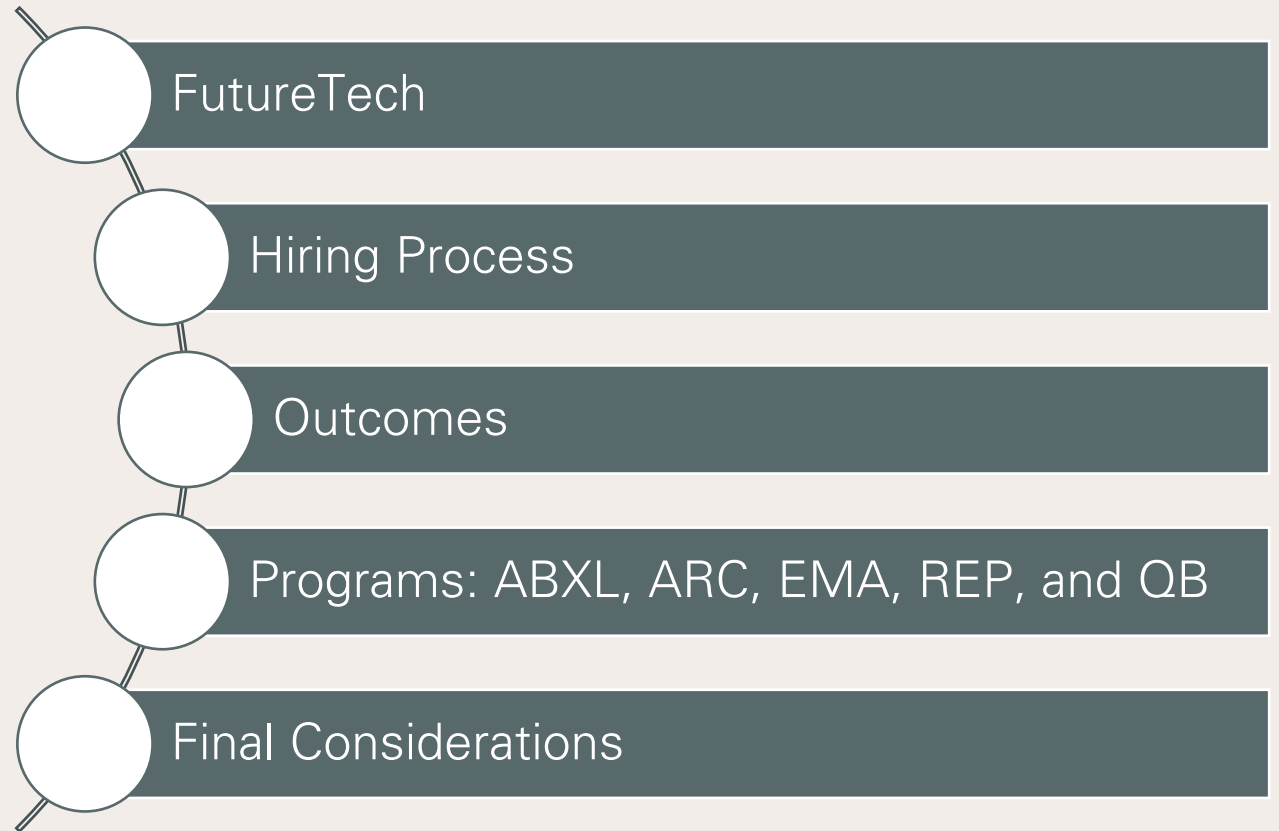 FutureTech
Hiring Process
Outcomes
Programs: ABXL, ARC, EMA, REP, and QB
Final Considerations